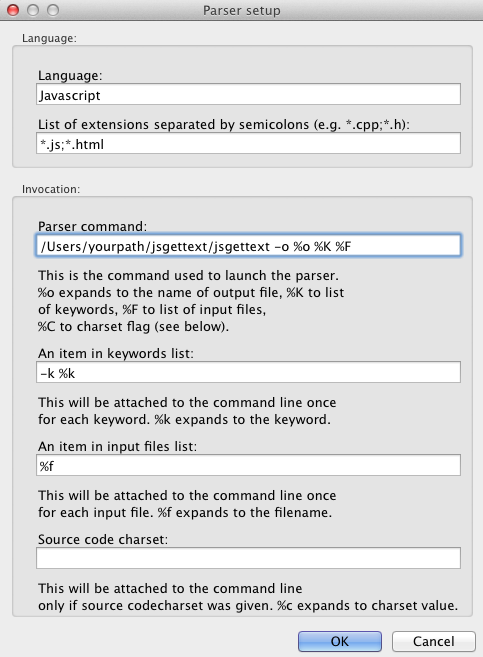 Parser setup
Language:
Language:
Javascript
List of extensions separated by semicolons (e.g. *.cpp;*.h):
*.js;*.html
Invocation:
Parser command:
/Users/yourpath/jsgettext/jsgettext -o %o %K %F
This is the command used to launch the parser.
%o expands to the name of output file, %K to list
of keywords, %F to list of input files,
%C to charset flag (see below).
An item in keywords list:
-k %k
This will be attached to the command line once
for each keyword. %k expands to the keyword.
An item in input files list:
%f
This will be attached to the command line once
for each input file. %f expands to the filename.
Source code charset:
This will be attached to the command line
only if source codecharset was given. %c expands to charset value.
OK
Cancel